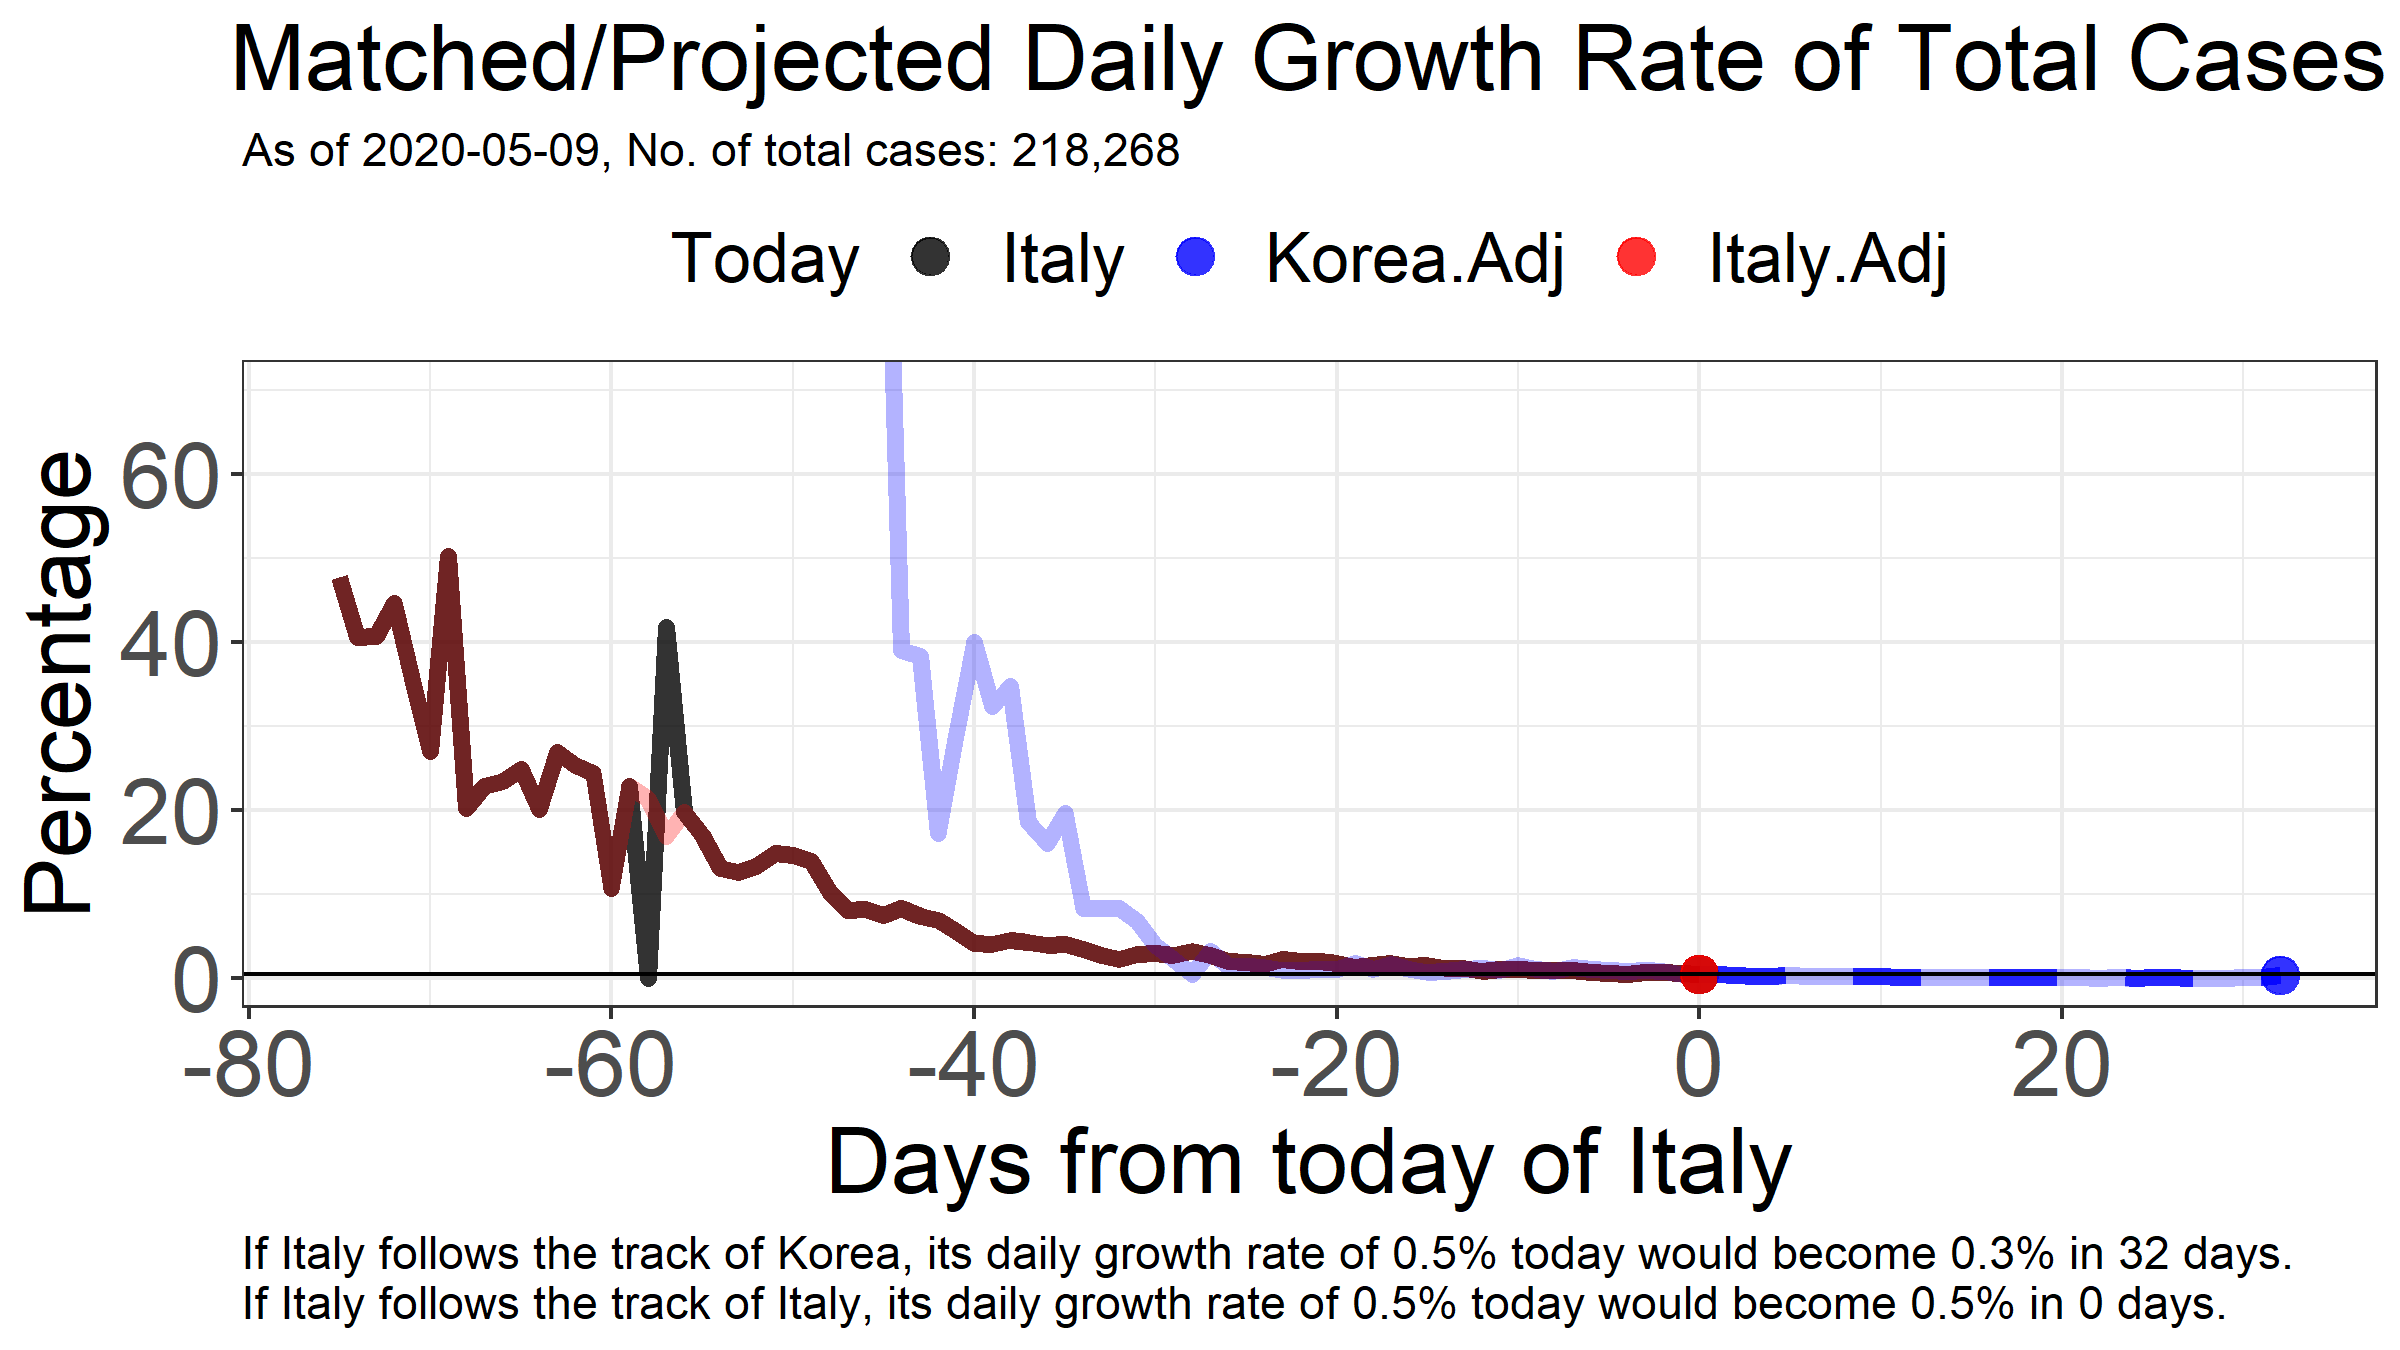 Matched/Projected Daily Growth Rate of Total Cases
As of 2020-05-09, No. of total cases: 218,268
Today Italy Korea.Adj Italy.Adj
Percentage
60
40
20
0
-80 -60 -40 -20 0 20
Days from today of Italy
If Italy follows the track of Korea, its daily growth rate of 0.5% today would become 0.3% in 32 days.
If Italy follows the track of Italy, its daily growth rate of 0.5% today would become 0.5% in 0 days.